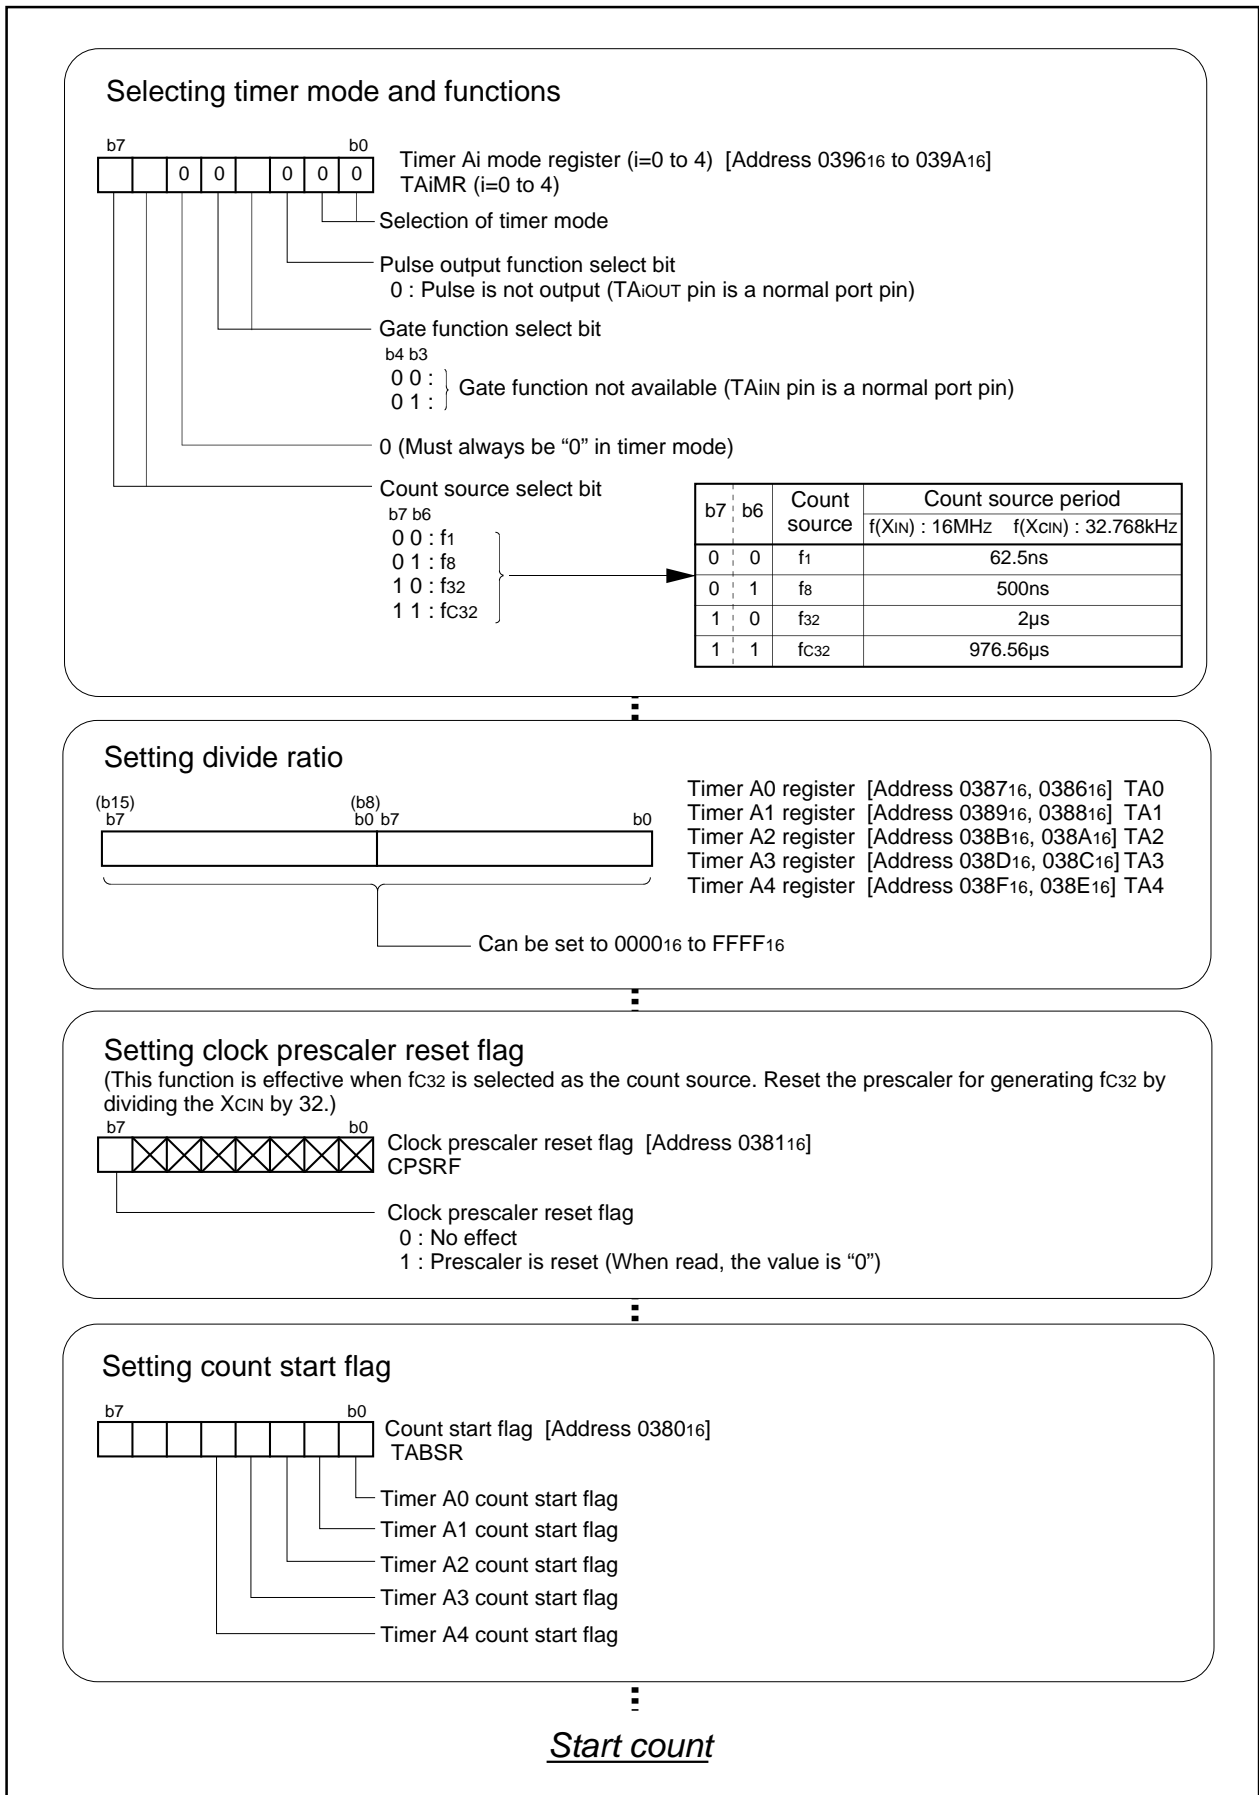 Selecting timer mode and functions
b7 b0
0 0 0 0 0
Timer Ai mode register (i=0 to 4) [Address 039616 to 039A16]
TAiMR (i=0 to 4)
Selection of timer mode
Pulse output function select bit
0 : Pulse is not output (TAiOUT pin is a normal port pin)
Gate function select bit
b4 b3
0 0 :
0 1 :
Gate function not available (TAiIN pin is a normal port pin)
0 (Must always be “0” in timer mode)
Count source select bit
b7 b6
0 0 : f1
0 1 : f8
1 0 : f32
1 1 : fC32
b7 b6 Count source Count source period
f(XIN) : 16MHz f(XCIN) : 32.768kHz
0 0 f1 62.5ns
0 1 f8 500ns
1 0 f32 2µs
1 1 fC32 976.56µs
Setting divide ratio
(b15) (b8)
b7 b0 b7 b0
Timer A0 register [Address 038716, 038616] TA0
Timer A1 register [Address 038916, 038816] TA1
Timer A2 register [Address 038B16, 038A16] TA2
Timer A3 register [Address 038D16, 038C16] TA3
Timer A4 register [Address 038F16, 038E16] TA4
Can be set to 000016 to FFFF16
Setting clock prescaler reset flag
(This function is effective when fC32 is selected as the count source. Reset the prescaler for generating fC32 by
dividing the XCIN by 32.)
b7 b0
Clock prescaler reset flag [Address 038116]
CPSRF
Clock prescaler reset flag
0 : No effect
1 : Prescaler is reset (When read, the value is “0”)
Setting count start flag
b7 b0
Count start flag [Address 038016]
TABSR
Timer A0 count start flag
Timer A1 count start flag
Timer A2 count start flag
Timer A3 count start flag
Timer A4 count start flag
Start count